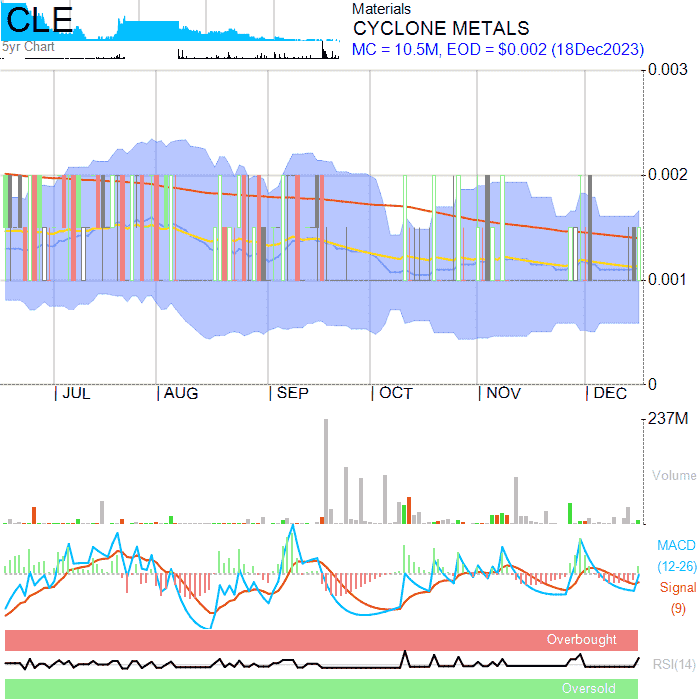 CLE
5yr Chart
Materials
CYCLONE METALS
MC = 10.5M, EOD = $0.002 (18Dec2023)
0.003
0.002
0.001
0
JUL
AUG
SEP
OCT
NOV
DEC
237M
Volume
MACD
(12-26)
Signal
(9)
Overbought
RSI(14)
Oversold